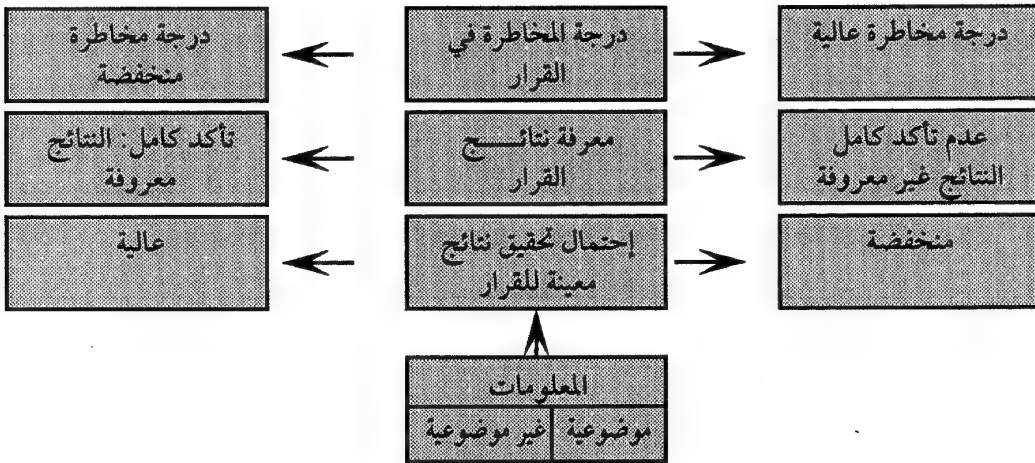 درجة مخاطرة عالية
درجة المخاطرة في
القرار
درجة مخاطرة
منخفضة
عدم تأكد كامل
النتائج غير معروفة
معرفة نتائـــــج
القرار
تأكد كامل: النتائج
معروفة
منخفضة
إحتمال تحقيق نتائج
معينة للقرار
عالية
المعلومات
موضوعية
غير موضوعية